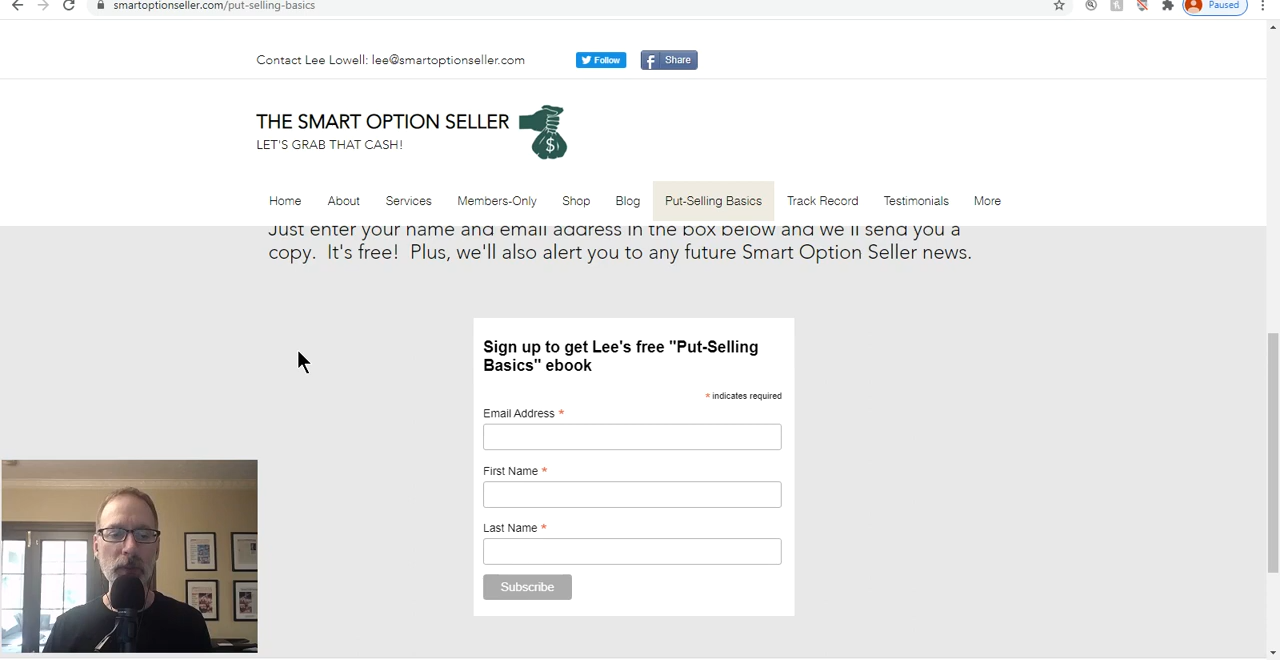 smartoptionseller.com/put-selling-basics
Paused
Contact Lee Lowell: lee@smartoptionseller.com
Follow
Share
THE SMART OPTION SELLER
LET'S GRAB THAT CASH!
$
Home About Services Members-Only Shop Blog Put-Selling Basics Track Record Testimonials More
Just enter your name and email address in the box below and we'll send you a
copy. It's free! Plus, we'll also alert you to any future Smart Option Seller news.
Sign up to get Lee's free "Put-Selling
Basics" ebook
* indicates required
Email Address *
First Name *
Last Name *
Subscribe